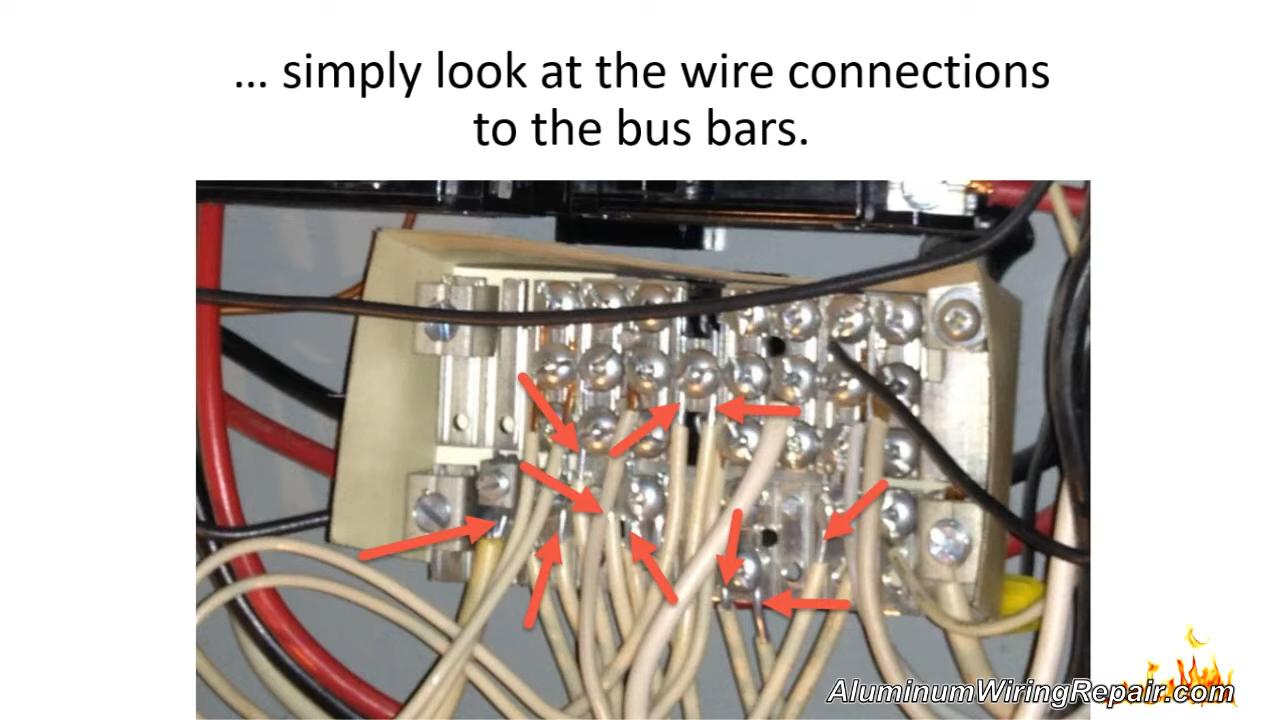 ... simply look at the wire connections
to the bus bars.
AluminumWiringRepair.com